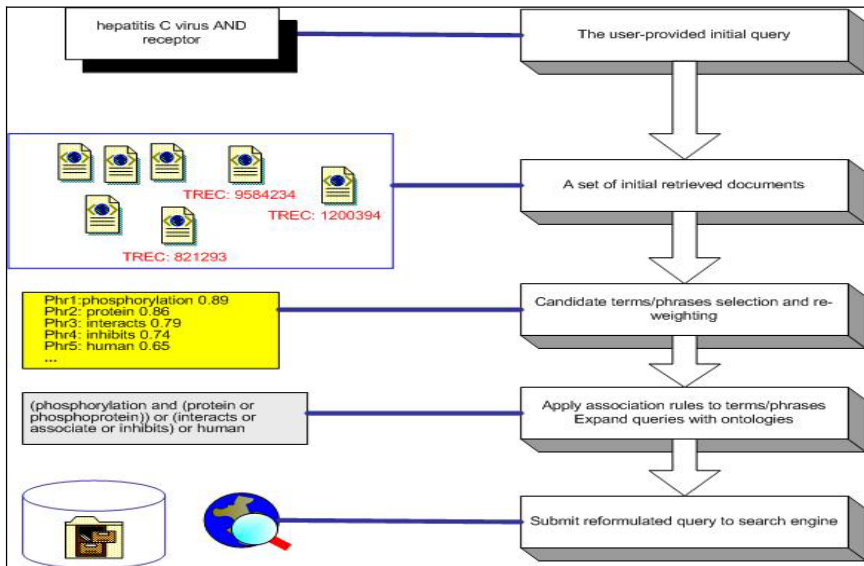 hepatitis C virus AND
receptor
The user-provided initial query
TREC: 9584234
TREC: 1200394
TREC: 821293
A set of initial retrieved documents
Phr1:phosphorylation 0.89
Phr2: protein 0.86
Phr3: interacts 0.79
Phr4: inhibits 0.74
Phr5: human 0.65
...
Candidate terms/phrases selection and re-
weighting
(phosphorylation and (protein or
phosphoprotein)) or (interacts or
associate or inhibits) or human
Apply association rules to terms/phrases
Expand queries with ontologies
Submit reformulated query to search engine